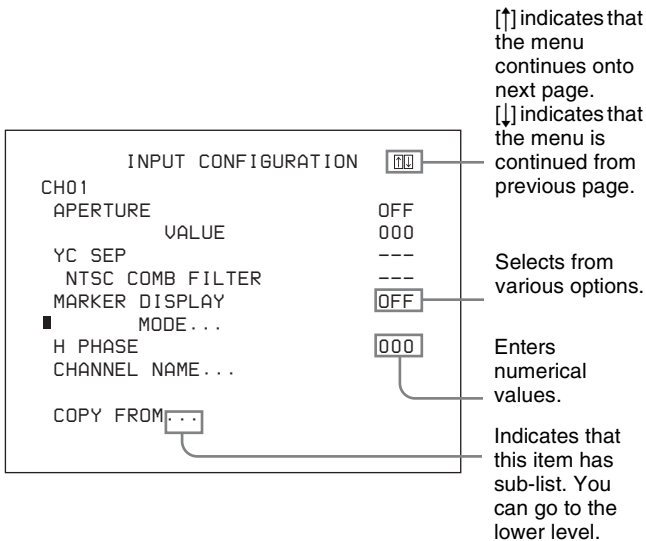 [↑] indicates that
the menu
continues onto
next page.
[↓] indicates that
the menu is
continued from
previous page.
INPUT CONFIGURATION ↑↓
CH01
APERTURE OFF
VALUE 000
YC SEP ---
NTSC COMB FILTER ---
MARKER DISPLAY OFF
MODE...
H PHASE 000
CHANNEL NAME...
COPY FROM...
Selects from
various options.
Enters
numerical
values.
Indicates that
this item has
sub-list. You
can go to the
lower level.